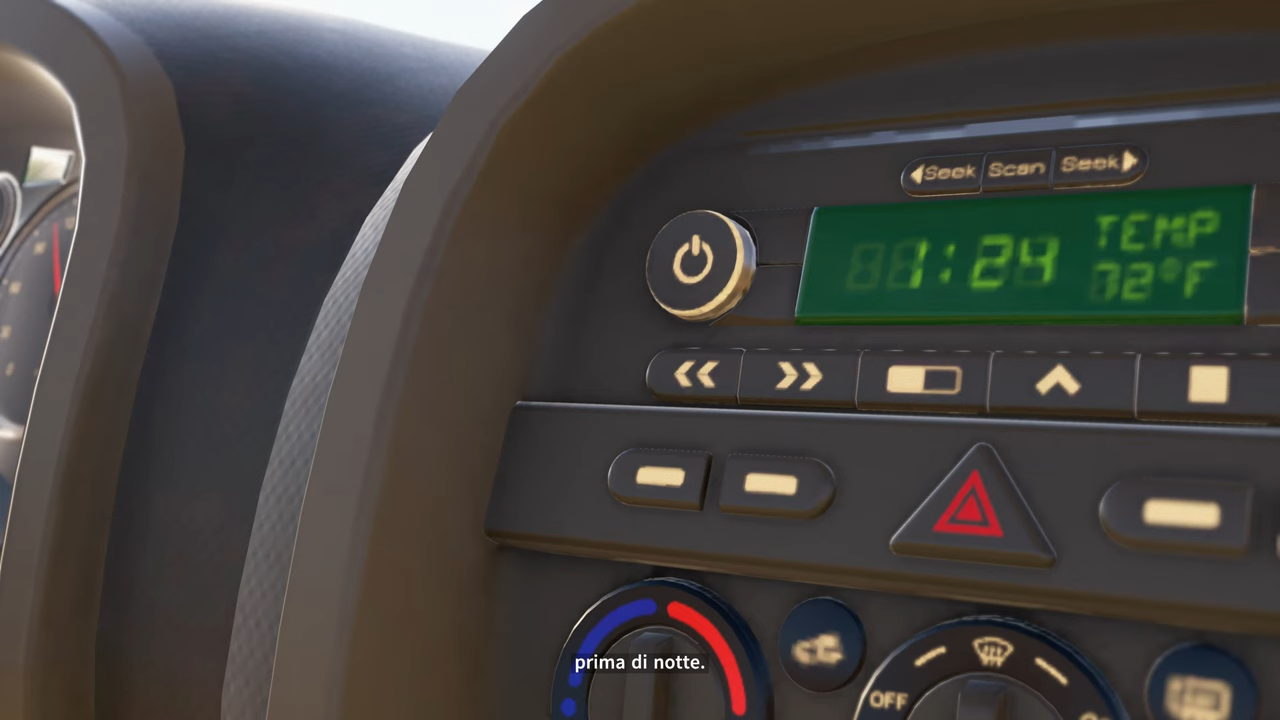 Seek Scan Seek
1:24
TEMP
72°F
OFF
prima di notte.